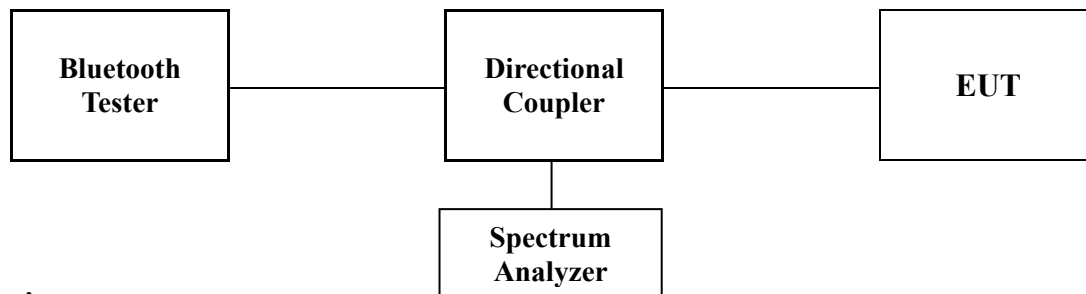 Bluetooth
Tester
Directional
Coupler
EUT
Spectrum
Analyzer